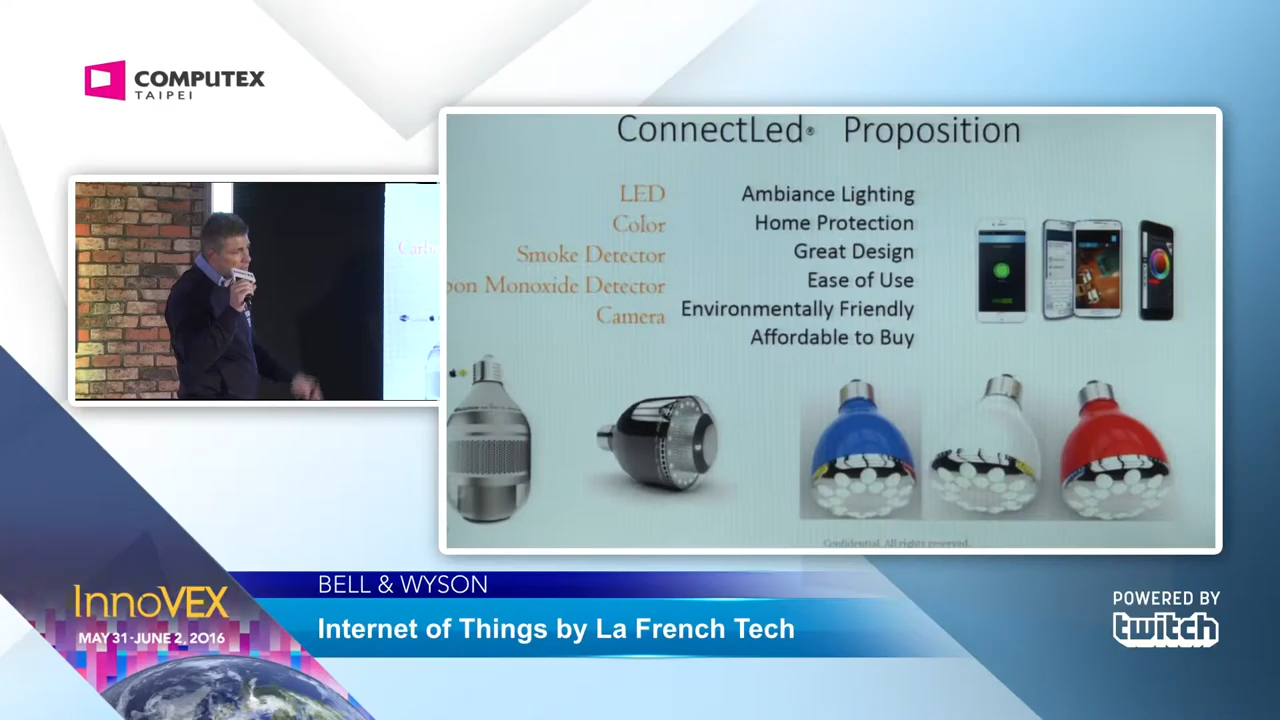 COMPUTEX
TAIPEI
ConnectLed® Proposition
LED
Color
Smoke Detector
Monoxide Detector
Camera
Ambiance Lighting
Home Protection
Great Design
Ease of Use
Environmentally Friendly
Affordable to Buy
Confidential. All rights reserved.
BELL & WYSON
Internet of Things by La French Tech
InnoVEX
MAY 31-JUNE 2, 2016
POWERED BY
twitch